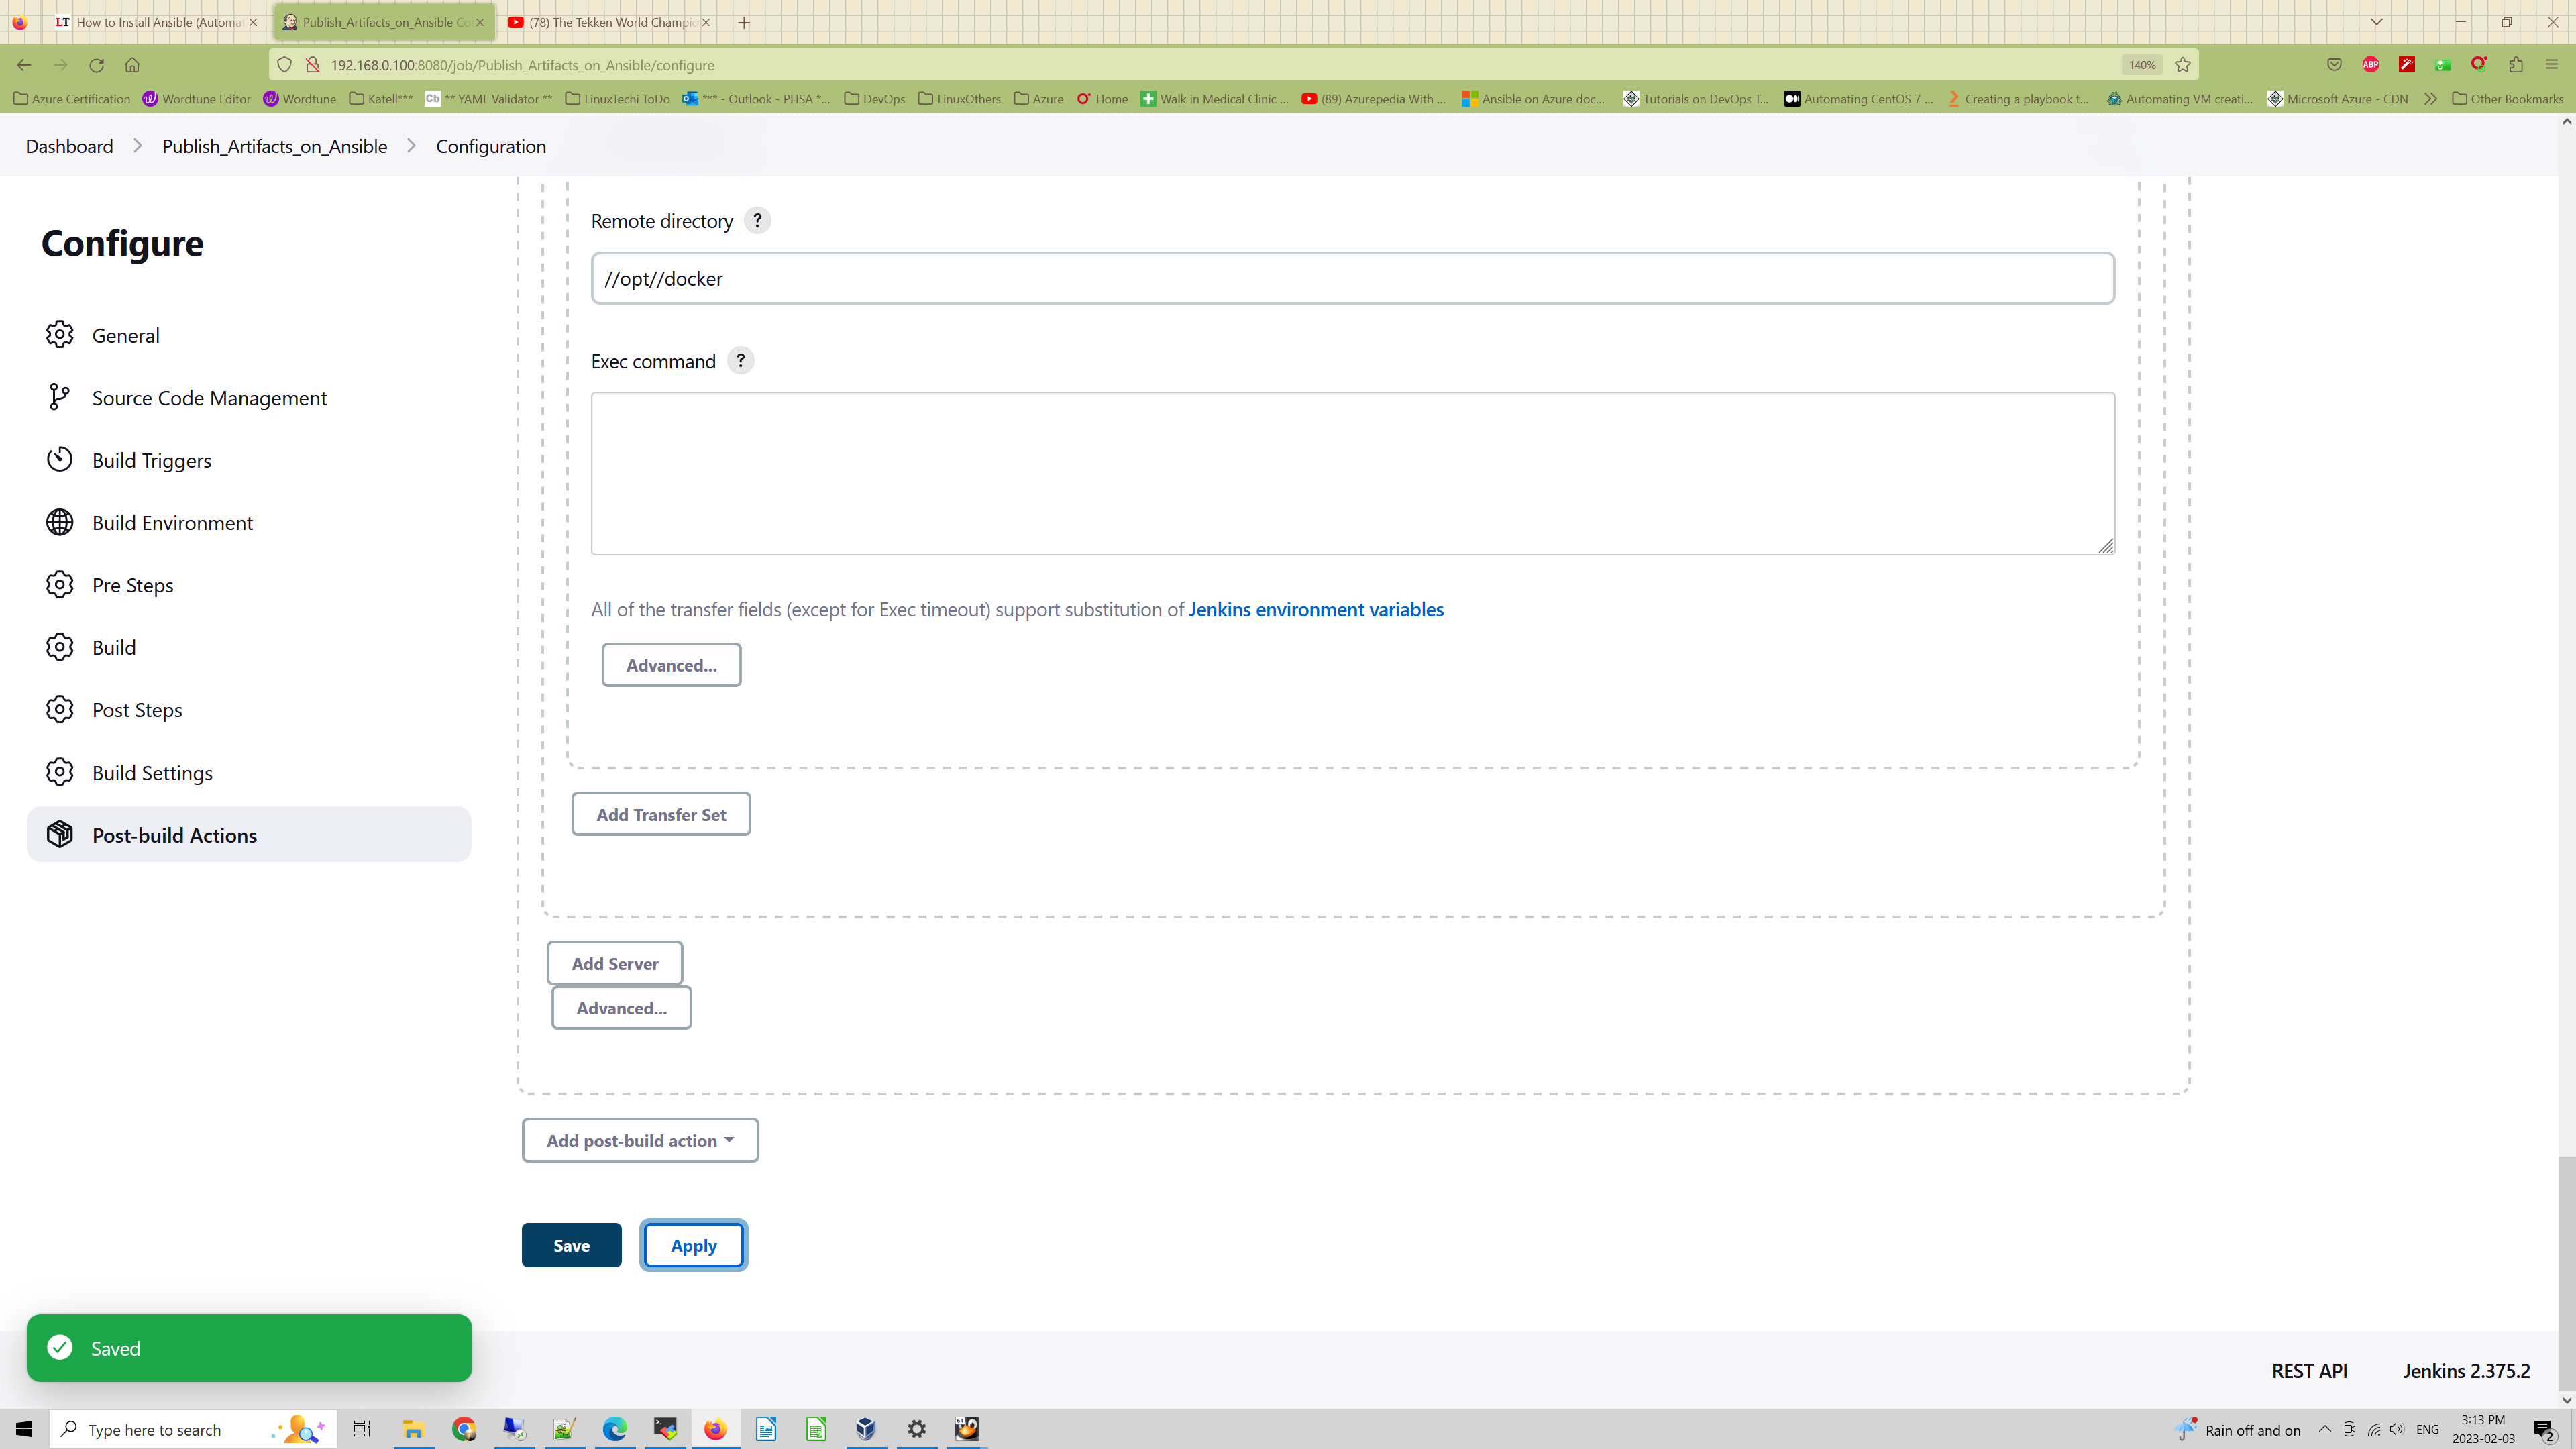 How to Install Ansible (Automat
Publish_Artifacts_on_Ansible Co
(78) The Tekken World Champio
192.168.0.100:8080/job/Publish_Artifacts_on_Ansible/configure
140%
Azure Certification
Wordtune Editor
Wordtune
Katell***
** YAML Validator **
LinuxTechi ToDo
*** - Outlook - PHSA *...
DevOps
LinuxOthers
Azure
Home
Walk in Medical Clinic ...
(89) Azurepedia With ...
Ansible on Azure doc...
Tutorials on DevOps T...
Automating CentOS 7 ...
Creating a playbook t...
Automating VM creati...
Microsoft Azure - CDN
Other Bookmarks
Dashboard
Publish_Artifacts_on_Ansible
Configuration
Configure
General
Source Code Management
Build Triggers
Build Environment
Pre Steps
Build
Post Steps
Build Settings
Post-build Actions
Remote directory ?
//opt//docker
Exec command ?
All of the transfer fields (except for Exec timeout) support substitution of Jenkins environment variables
Advanced...
Add Transfer Set
Add Server
Advanced...
Add post-build action
Save
Apply
Saved
REST API
Jenkins 2.375.2
Type here to search
Rain off and on
ENG
3:13 PM
2023-02-03
2